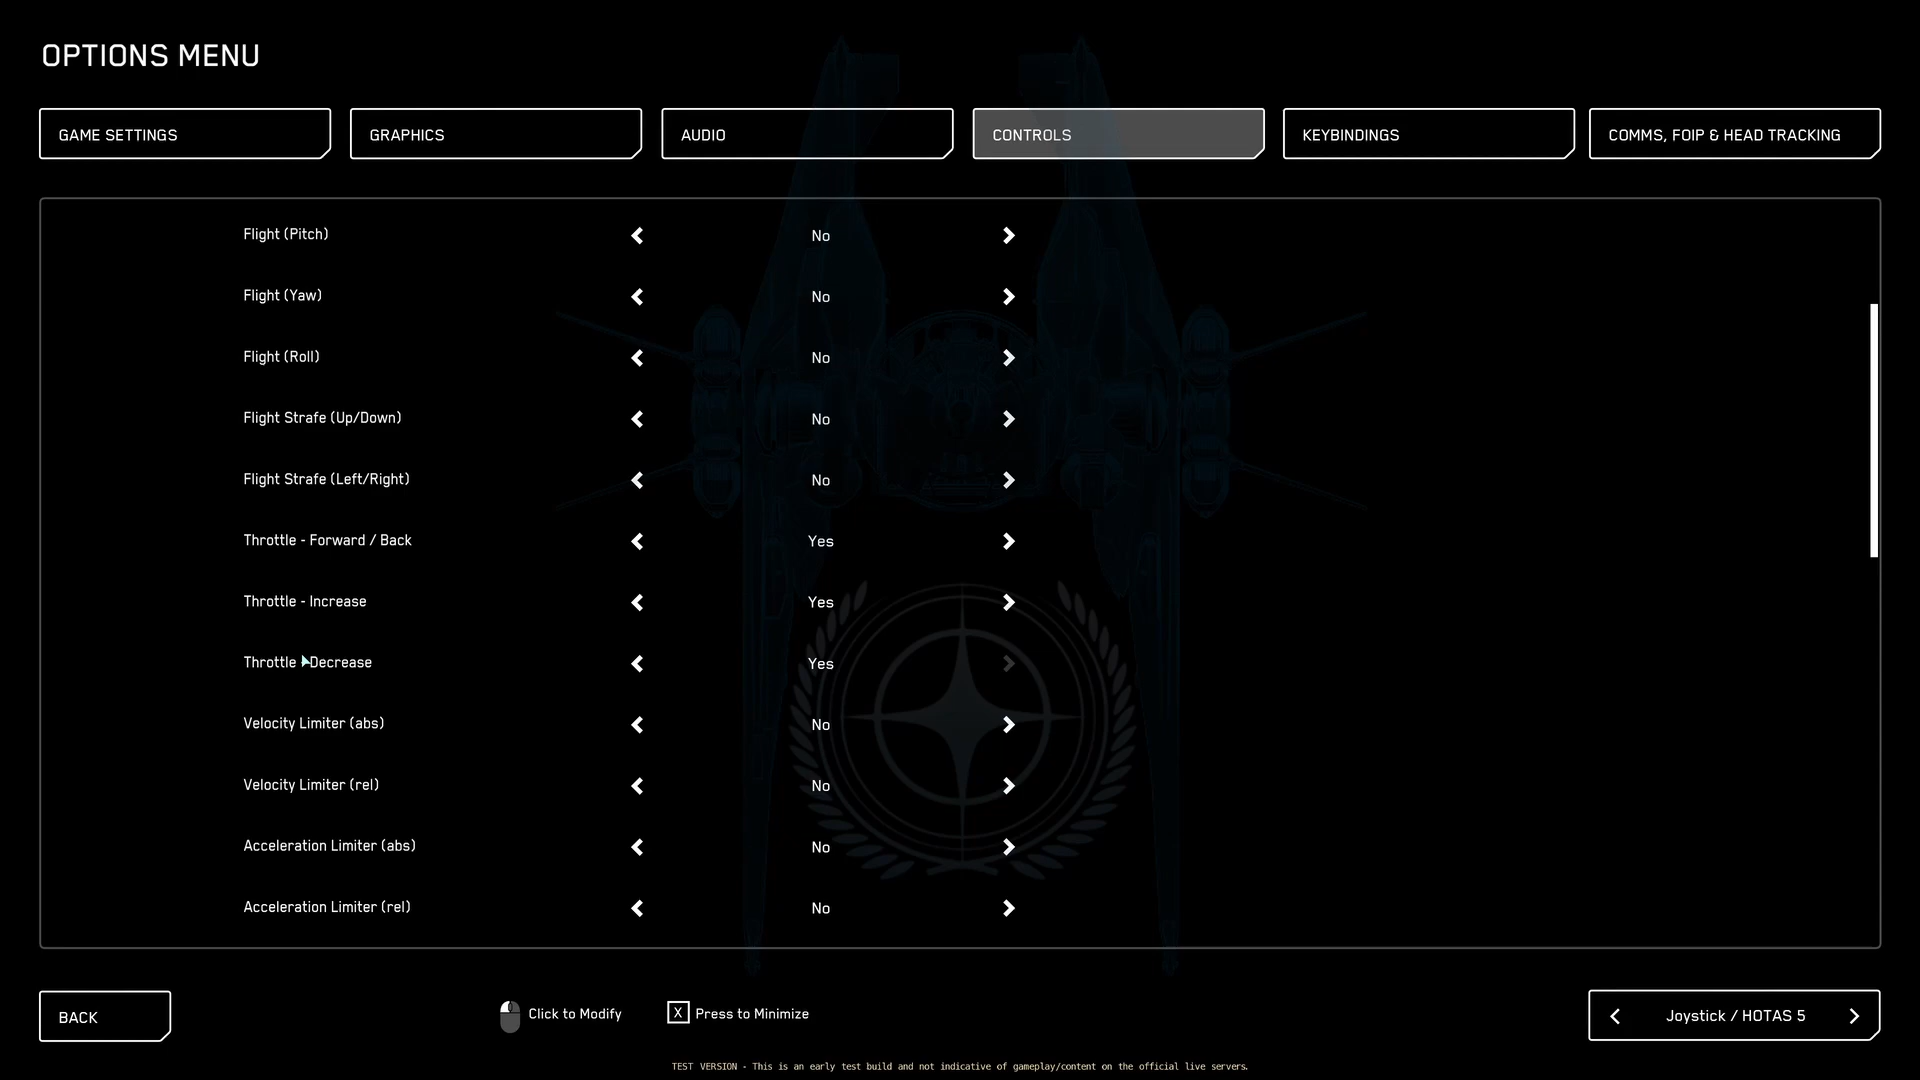 OPTIONS MENU
GAME SETTINGS
GRAPHICS
AUDIO
CONTROLS
KEYBINDINGS
COMMS, FOIP & HEAD TRACKING
Flight (Pitch) No
Flight (Yaw) No
Flight (Roll) No
Flight Strafe (Up/Down) No
Flight Strafe (Left/Right) No
Throttle - Forward / Back Yes
Throttle - Increase Yes
Throttle Decrease Yes
Velocity Limiter (abs) No
Velocity Limiter (rel) No
Acceleration Limiter (abs) No
Acceleration Limiter (rel) No
BACK
Click to Modify
X Press to Minimize
Joystick / HOTAS 5
TEST VERSION - This is an early test build and not indicative of gameplay/content on the official live servers.